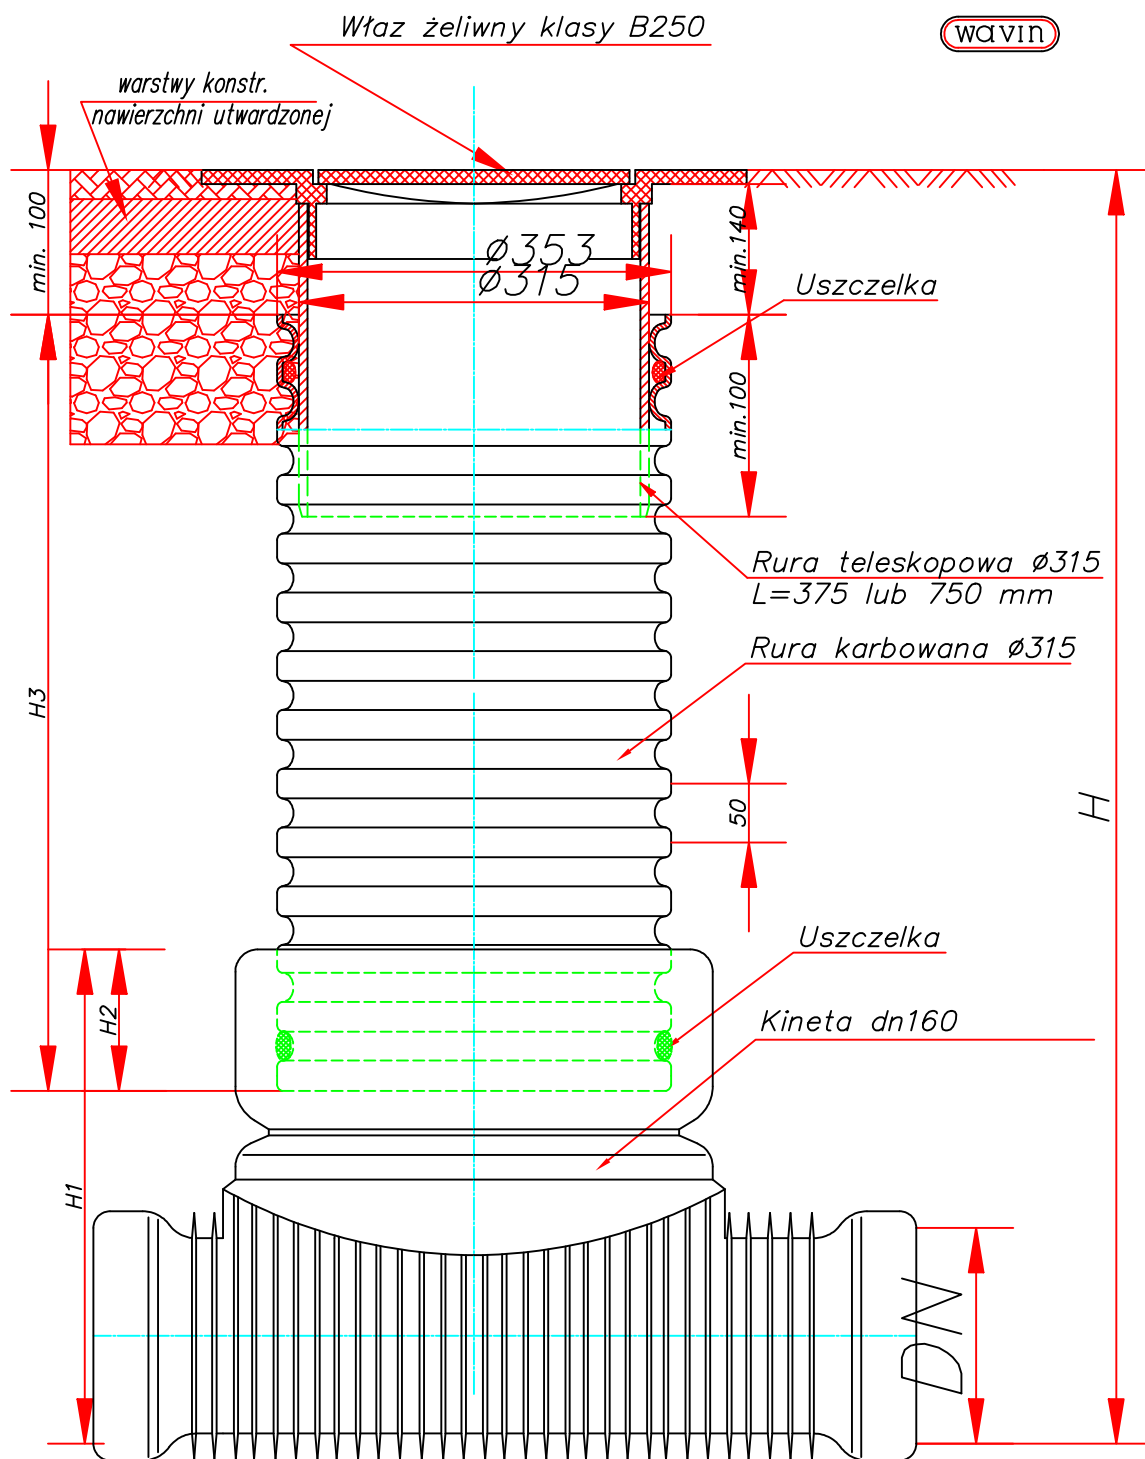 Właz żeliwny klasy B250
wavin
warstwy konstr.
nawierzchni utwardzonej
min. 100
min.140
ø353
ø315
Uszczelka
min.100
Rura teleskopowa ø315
L=375 lub 750 mm
Rura karbowana ø315
H3
50
H
Uszczelka
H2
Kineta dn160
H1
DN